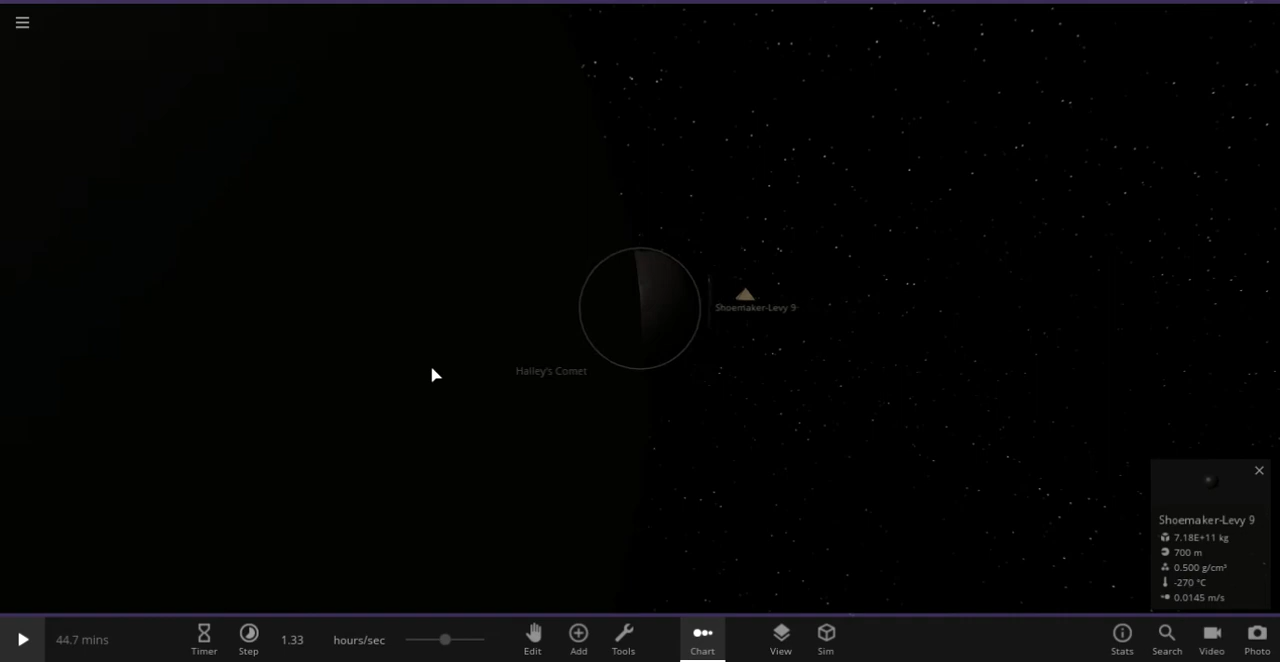 Shoemaker-Levy 9
Halley's Comet
Shoemaker-Levy 9
7.18E+11 kg
700 m
0.500 g/cm³
-270 °C
0.0145 m/s
44.7 mins
Timer
Step
1.33
hours/sec
Edit
Add
Tools
Chart
View
Sim
Stats
Search
Video
Photo